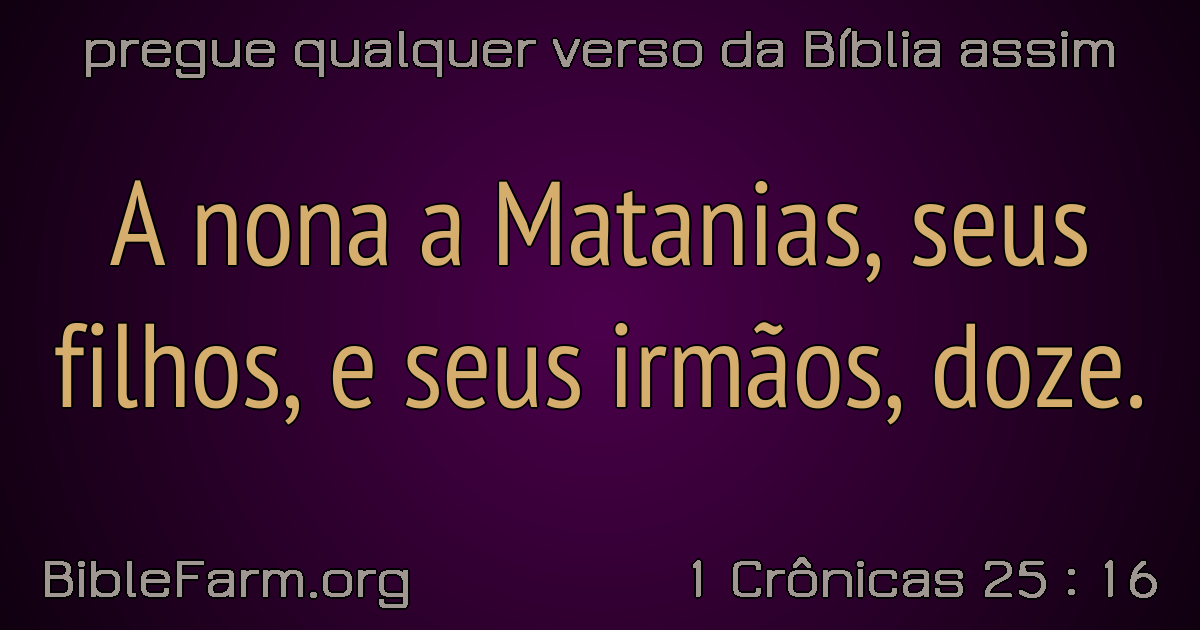 pregue qualquer verso da Bíblia assim
A nona a Matanias, seus
filhos, e seus irmãos, doze.
BibleFarm.org
1 Crônicas 25 : 16